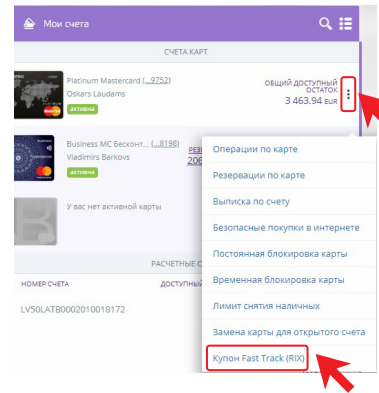 Мои счета
СЧЕТА КАРТ
Platinum Mastercard (...9752)
Oskars Laudams
активна
ОБЩИЙ ДОСТУПНЫЙ
ОСТАТОК
3 463.94 EUR
Business MC Бесконт... (...8198)
Vladimirs Barkovs
активна
206
У вас нет активной карты
Операции по карте
Резервации по карте
Выписка по счету
Безопасные покупки в интернете
Постоянная блокировка карты
Временная блокировка карты
Лимит снятия наличных
Замена карты для открытого счета
Купон Fast Track (RIX)
РАСЧЕТНЫЕ С
НОМЕР СЧЕТА
ДОСТУПНЫЙ
LV50LATB0002010018172